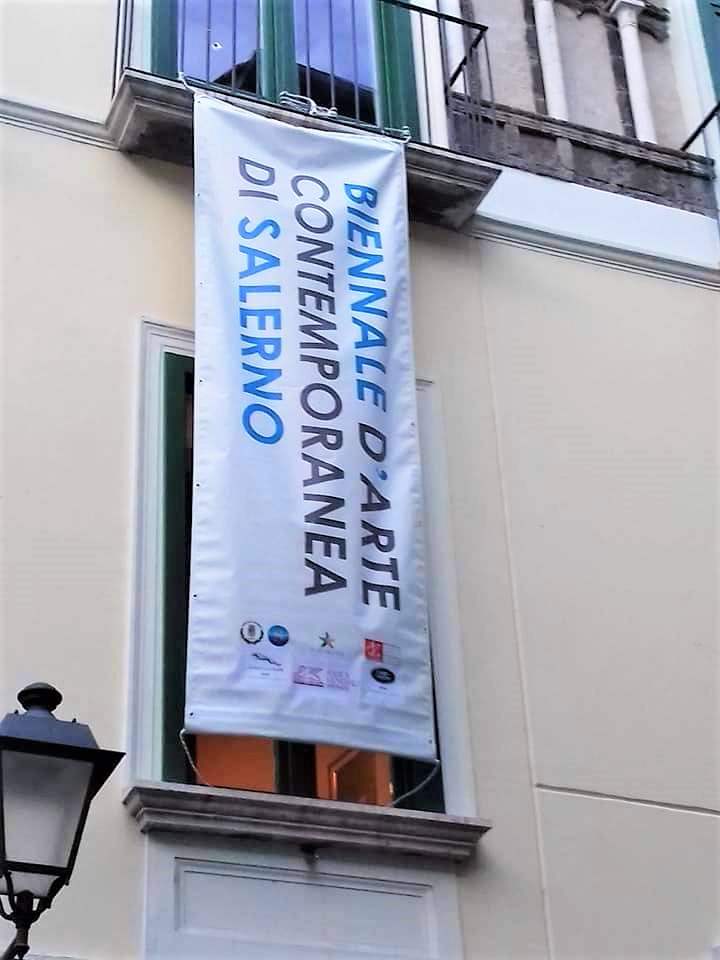 BIENNALE D'ARTE
CONTEMPORANEA
DI SALERNO